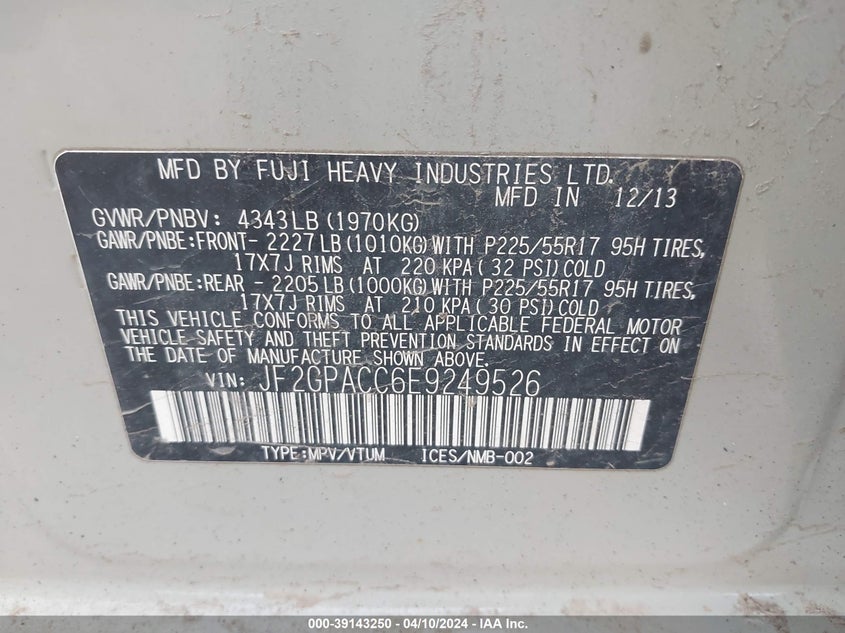 MFD BY FUJI HEAVY INDUSTRIES LTD.
MFD IN 12/13
GVWR/PNBV: 4343LB(1970KG)
GAWR/PNBE:FRONT- 2227LB(1010KG)WITH P225/55R17 95H TIRES,
17X7J RIMS AT 220 KPA( 32 PSI)COLD
GAWR/PNBE:REAR - 2205LB(1000KG)WITH P225/55R17 95H TIRES,
17X7J RIMS AT 210 KPA( 30 PSI)COLD
THIS VEHICLE CONFORMS TO ALL APPLICABLE FEDERAL MOTOR
VEHICLE SAFETY AND THEFT PREVENTION STANDARDS IN EFFECT ON
THE DATE OF MANUFACTURE SHOWN ABOVE.
VIN: JF2GPACC6E9249526
TYPE:MPV/VTUM ICES/NMB-002
000-39143250 - 04/10/2024 - IAA Inc.